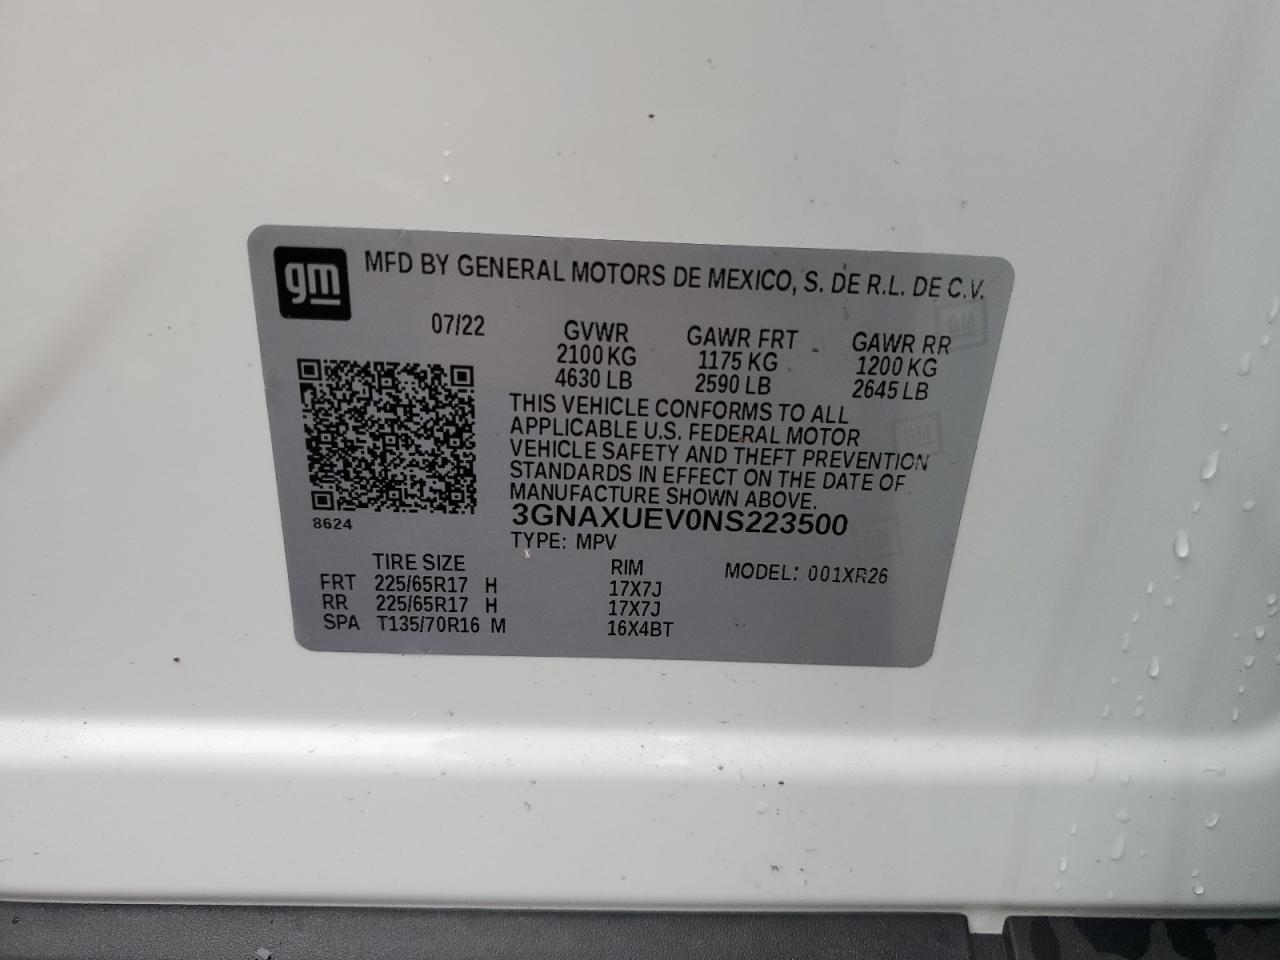 gm
MFD BY GENERAL MOTORS DE MEXICO, S. DE R.L. DE C.V.
07/22
GVWR
2100 KG
4630 LB
GAWR FRT
1175 KG
2590 LB
GAWR RR
1200 KG
2645 LB
THIS VEHICLE CONFORMS TO ALL
APPLICABLE U.S. FEDERAL MOTOR
VEHICLE SAFETY AND THEFT PREVENTION
STANDARDS IN EFFECT ON THE DATE OF
MANUFACTURE SHOWN ABOVE.
8624
3GNAXUEV0NS223500
TYPE: MPV
TIRE SIZE RIM MODEL: 001XR26
FRT 225/65R17 H 17X7J
RR 225/65R17 H 17X7J
SPA T135/70R16 M 16X4BT